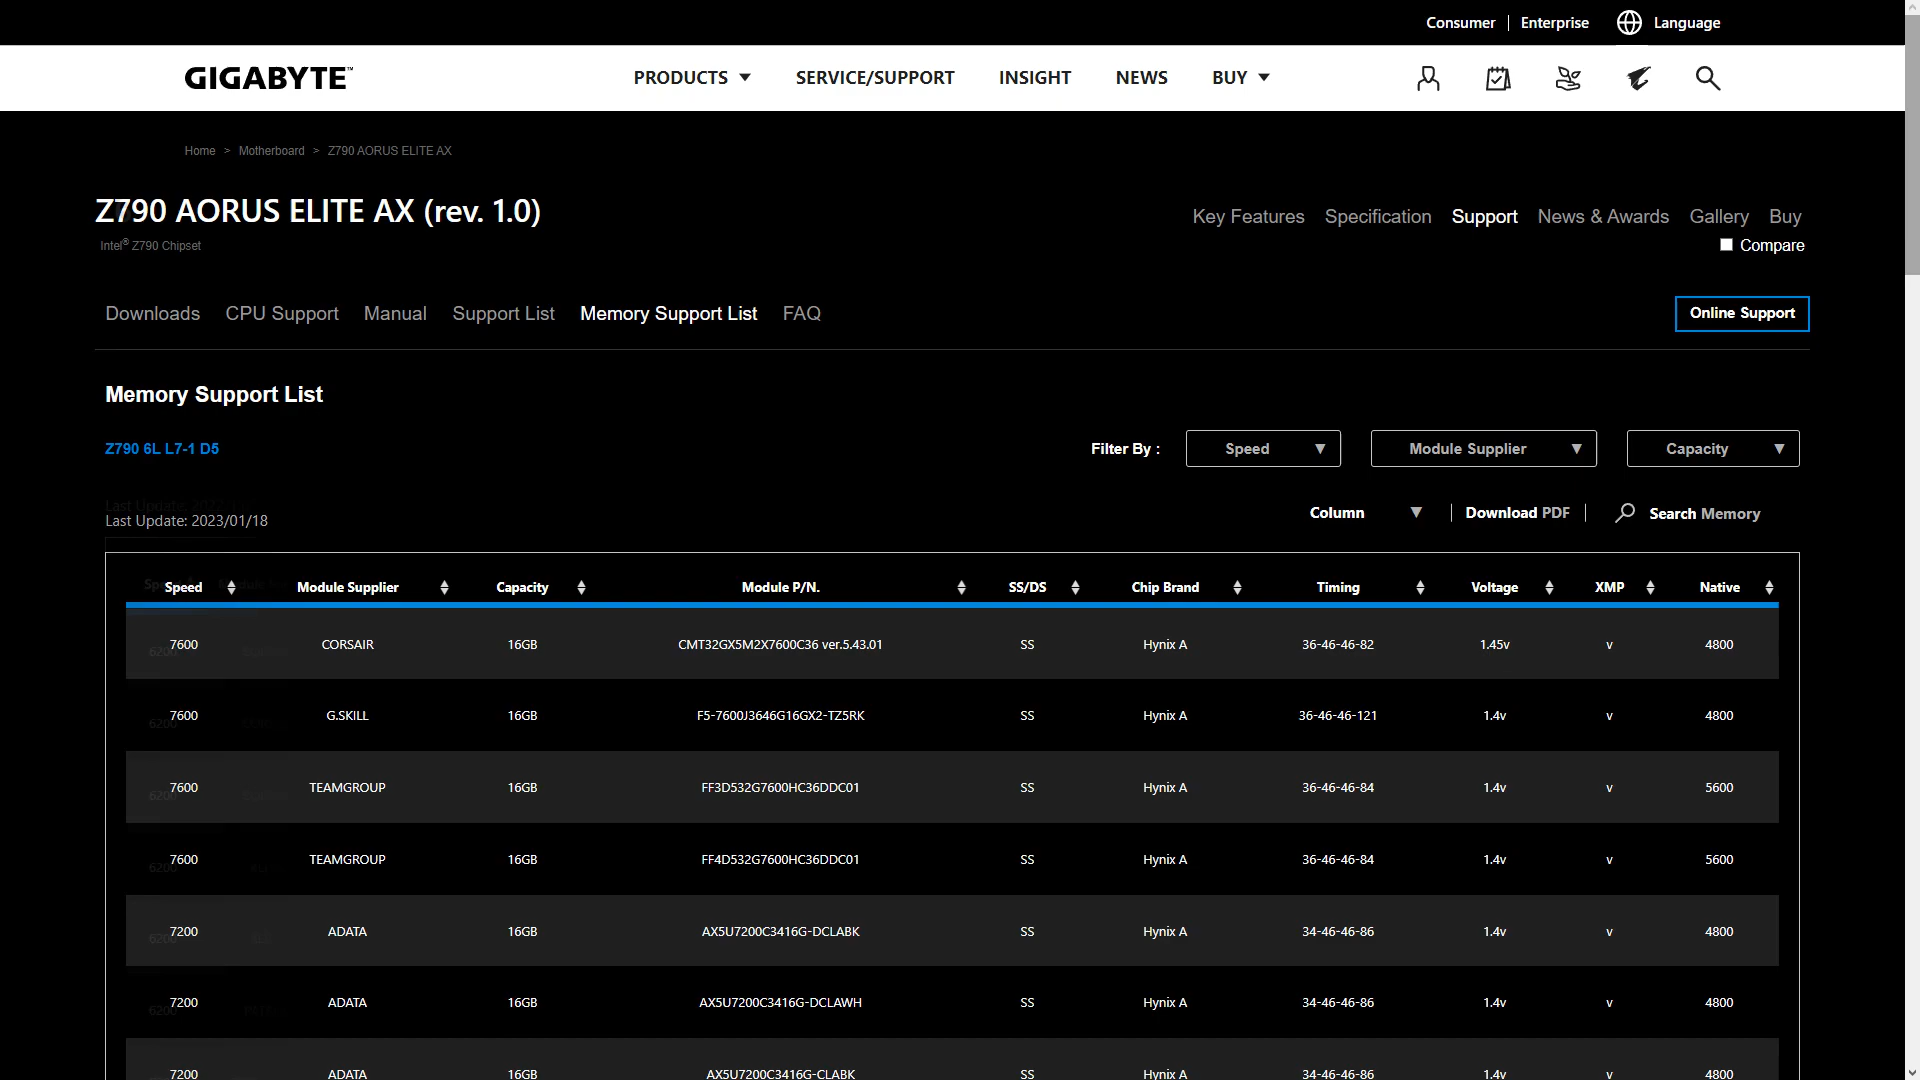 Consumer | Enterprise Language
GIGABYTE™ PRODUCTS ▼ SERVICE/SUPPORT INSIGHT NEWS BUY ▼
Home > Motherboard > Z790 AORUS ELITE AX
Z790 AORUS ELITE AX (rev. 1.0)
Intel® Z790 Chipset
Key Features Specification Support News & Awards Gallery Buy
Compare
Downloads CPU Support Manual Support List Memory Support List FAQ Online Support
Memory Support List
Z790 6L L7-1 D5 Filter By : Speed ▼ Module Supplier ▼ Capacity ▼
Last Update: 2023/01/18 Column ▼ | Download PDF | Search Memory
Speed Module Supplier Capacity Module P/N. SS/DS Chip Brand Timing Voltage XMP Native
7600 CORSAIR 16GB CMT32GX5M2X7600C36 ver.5.43.01 SS Hynix A 36-46-46-82 1.45v v 4800
7600 G.SKILL 16GB F5-7600J3646G16GX2-TZ5RK SS Hynix A 36-46-46-121 1.4v v 4800
7600 TEAMGROUP 16GB FF3D532G7600HC36DDC01 SS Hynix A 36-46-46-84 1.4v v 5600
7600 TEAMGROUP 16GB FF4D532G7600HC36DDC01 SS Hynix A 36-46-46-84 1.4v v 5600
7200 ADATA 16GB AX5U7200C3416G-DCLABK SS Hynix A 34-46-46-86 1.4v v 4800
7200 ADATA 16GB AX5U7200C3416G-DCLAWH SS Hynix A 34-46-46-86 1.4v v 4800
7200 ADATA 16GB AX5U7200C3416G-CLABK SS Hynix A 34-46-46-86 1.4v v 4800